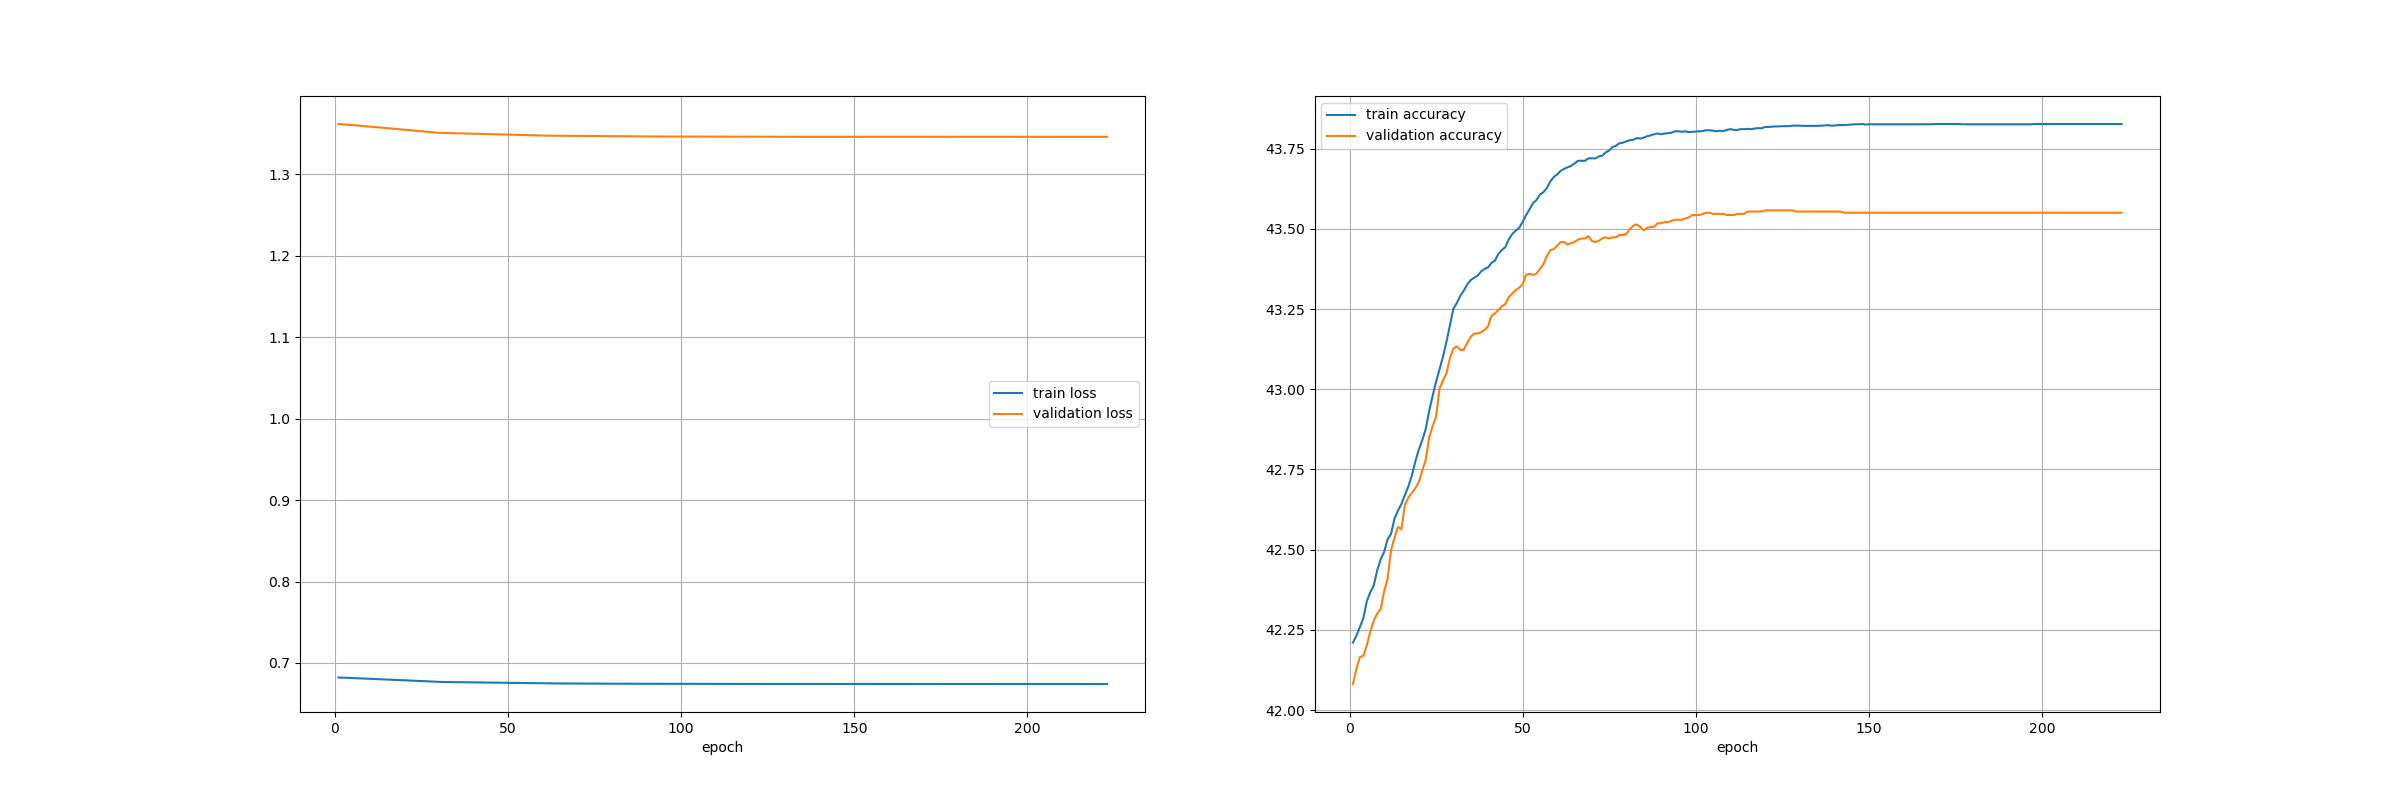 1.3
1.2
1.1
1.0
0.9
0.8
0.7
0 50 100 150 200
epoch
train loss
validation loss
train accuracy
validation accuracy
43.75
43.50
43.25
43.00
42.75
42.50
42.25
42.00
0 50 100 150 200
epoch